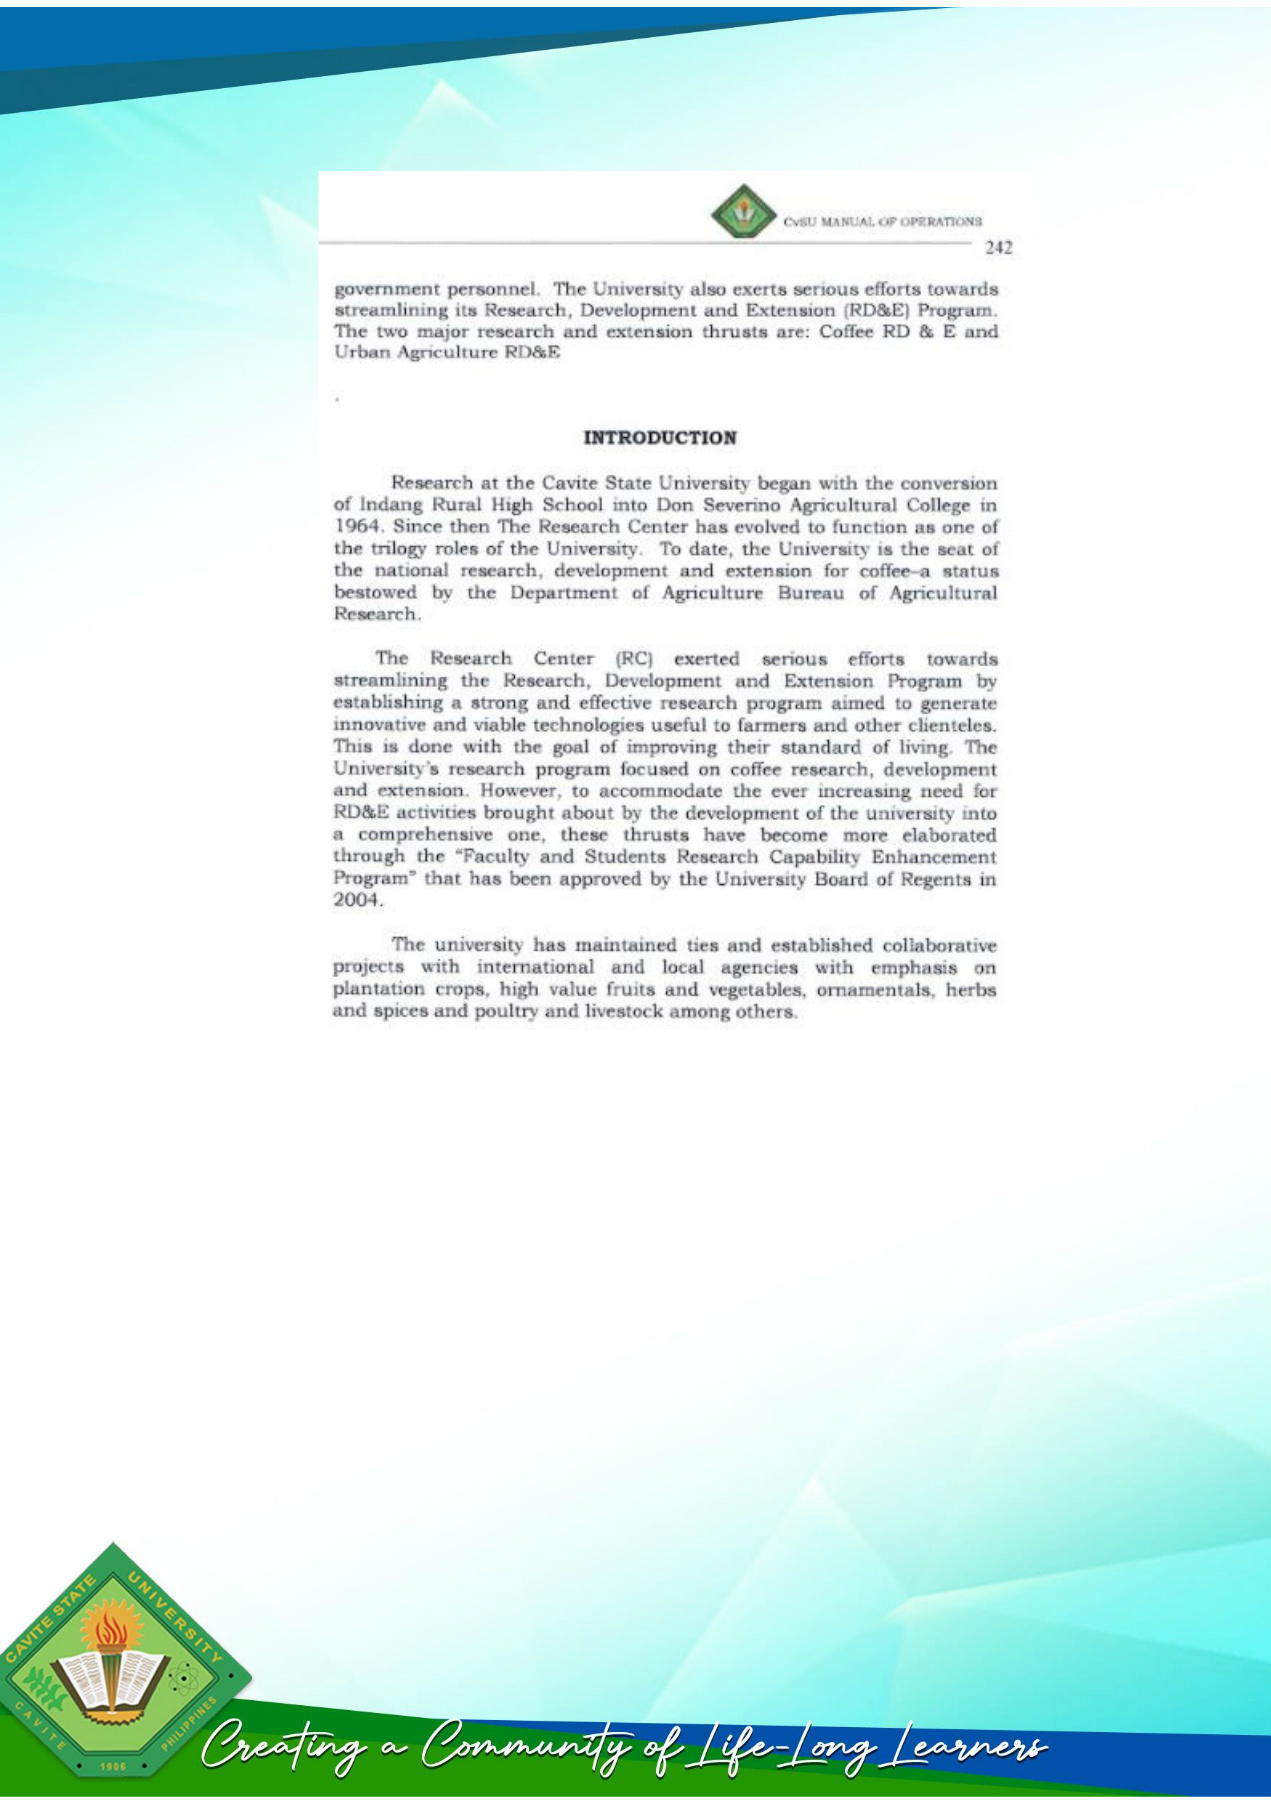 CvSU MANUAL OF OPERATIONS
242
government personnel. The University also exerts serious efforts towards
streamlining its Research, Development and Extension (RD&E) Program.
The two major research and extension thrusts are: Coffee RD & E and
Urban Agriculture RD&E
.
INTRODUCTION
Research at the Cavite State University began with the conversion
of Indang Rural High School into Don Severino Agricultural College in
1964. Since then The Research Center has evolved to function as one of
the trilogy roles of the University. To date, the University is the seat of
the national research, development and extension for coffee–a status
bestowed by the Department of Agriculture Bureau of Agricultural
Research.
The Research Center (RC) exerted serious efforts towards
streamlining the Research, Development and Extension Program by
establishing a strong and effective research program aimed to generate
innovative and viable technologies useful to farmers and other clienteles.
This is done with the goal of improving their standard of living. The
University's research program focused on coffee research, development
and extension. However, to accommodate the ever increasing need for
RD&E activities brought about by the development of the university into
a comprehensive one, these thrusts have become more elaborated
through the "Faculty and Students Research Capability Enhancement
Program" that has been approved by the University Board of Regents in
2004.
The university has maintained ties and established collaborative
projects with international and local agencies with emphasis on
plantation crops, high value fruits and vegetables, ornamentals, herbs
and spices and poultry and livestock among others.
CAVITE STATE UNIVERSITY
CAVITE PHILIPPINES
1906
Creating a Community of Life-Long Learners